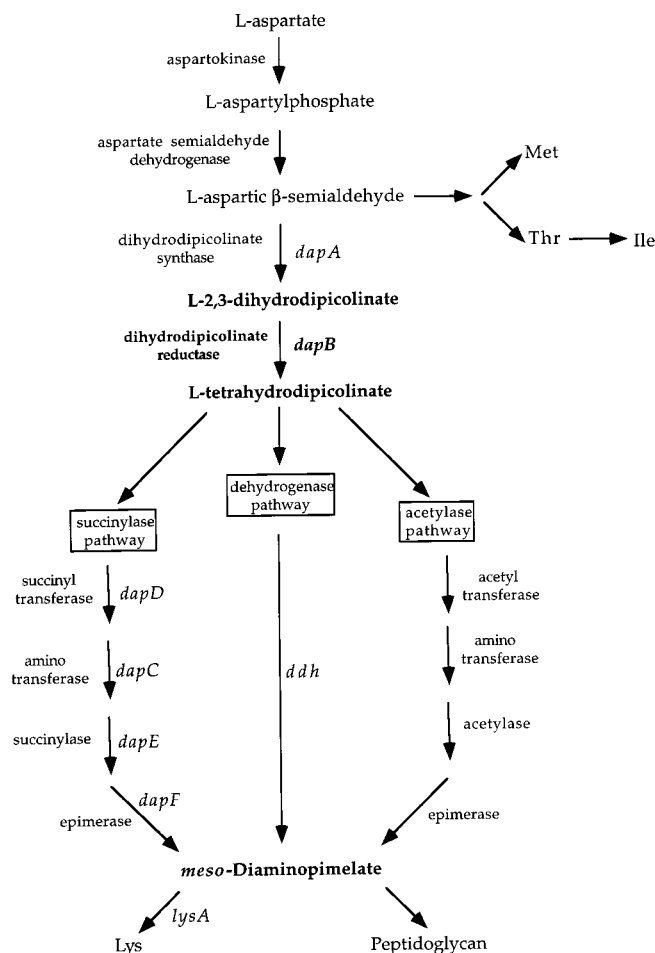 L-aspartate
aspartokinase
L-aspartylphosphate
aspartate semialdehyde
dehydrogenase
Met
L-aspartic β-semialdehyde
Thr
Ile
dihydrodipicolinate
synthase
dapA
L-2,3-dihydrodipicolinate
dihydrodipicolinate
reductase
dapB
L-tetrahydrodipicolinate
succinylase
pathway
dehydrogenase
pathway
acetylase
pathway
succinyl
transferase
dapD
acetyl
transferase
amino
transferase
dapC
ddh
amino
transferase
succinylase
dapE
acetylase
epimerase
dapF
epimerase
meso-Diaminopimelate
lysA
Lys
Peptidoglycan